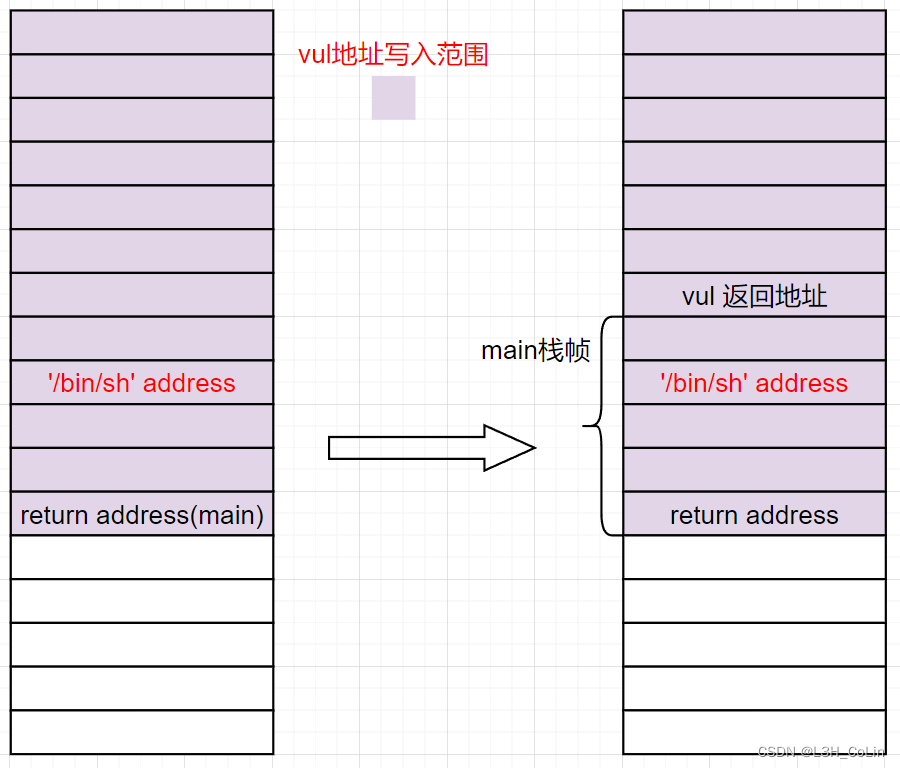 vul地址写入范围
vul 返回地址
main栈帧
'/bin/sh' address
'/bin/sh' address
return address(main)
return address
CSDN @L3H_CoLin